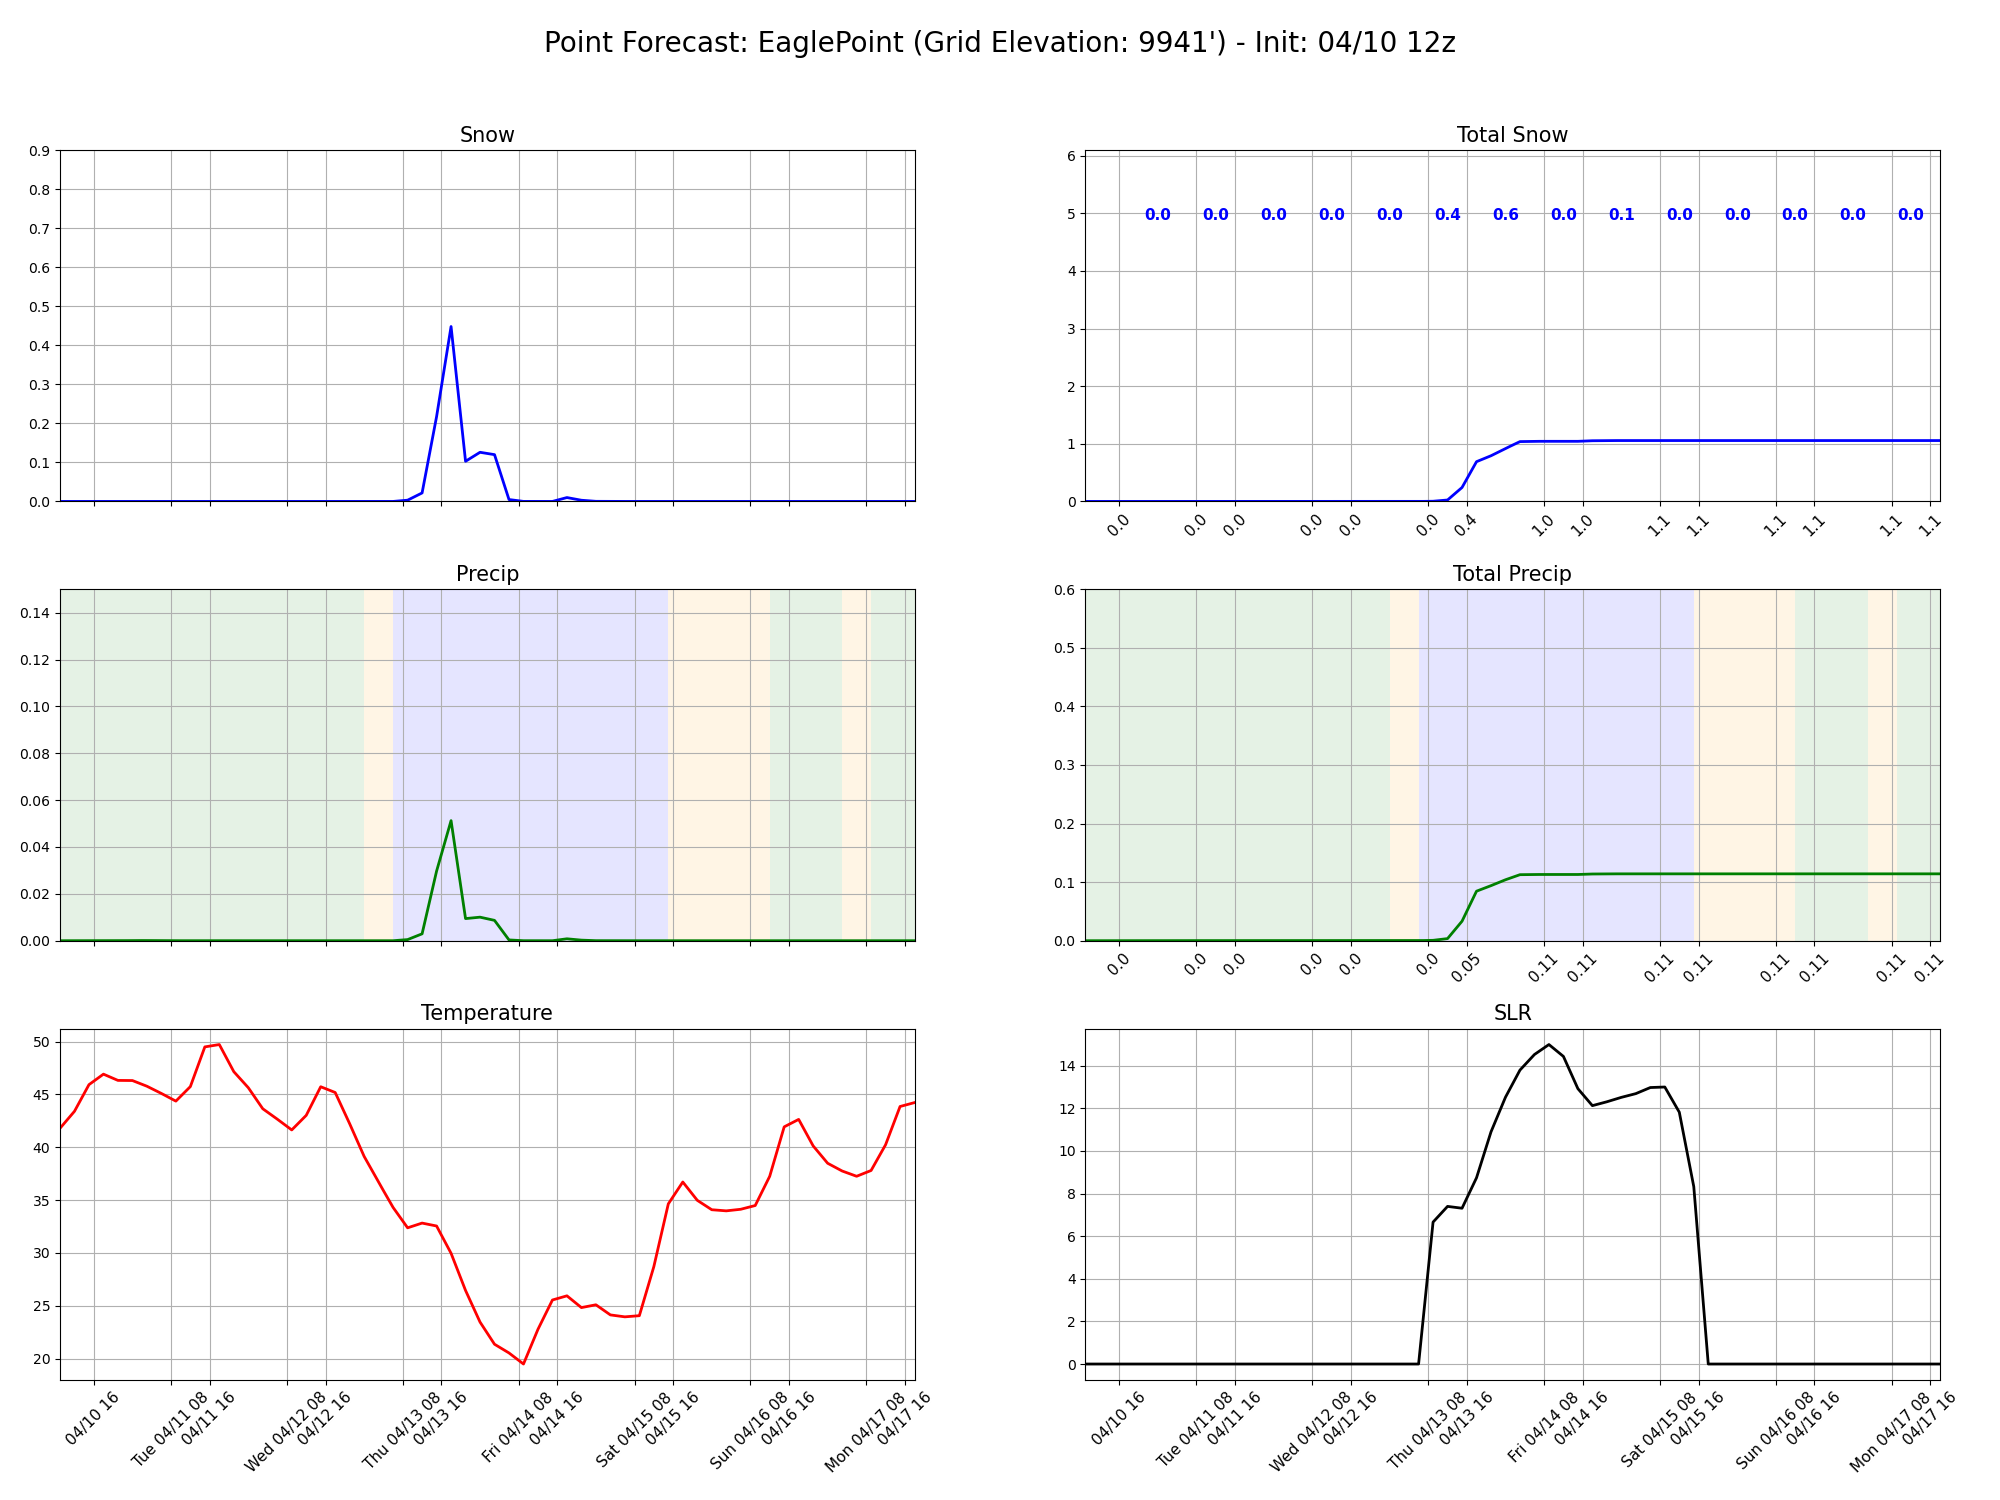 Point Forecast: EaglePoint (Grid Elevation: 9941') - Init: 04/10 12z
Snow
0.9
0.8
0.7
0.6
0.5
0.4
0.3
0.2
0.1
0.0
Total Snow
6
5
4
3
2
1
0
0.0 0.0 0.0 0.0 0.0 0.4 0.6 0.0 0.1 0.0 0.0 0.0 0.0 0.0
0.0 0.0 0.0 0.0 0.0 0.0 0.4 1.0 1.0 1.1 1.1 1.1 1.1 1.1 1.1
Precip
0.14
0.12
0.10
0.08
0.06
0.04
0.02
0.00
Total Precip
0.6
0.5
0.4
0.3
0.2
0.1
0.0
0.0 0.0 0.0 0.0 0.0 0.0 0.05 0.11 0.11 0.11 0.11 0.11 0.11 0.11 0.11
Temperature
50
45
40
35
30
25
20
04/10 16
Tue 04/11 08
04/11 16
Wed 04/12 08
04/12 16
Thu 04/13 08
04/13 16
Fri 04/14 08
04/14 16
Sat 04/15 08
04/15 16
Sun 04/16 08
04/16 16
Mon 04/17 08
04/17 16
SLR
14
12
10
8
6
4
2
0
04/10 16
Tue 04/11 08
04/11 16
Wed 04/12 08
04/12 16
Thu 04/13 08
04/13 16
Fri 04/14 08
04/14 16
Sat 04/15 08
04/15 16
Sun 04/16 08
04/16 16
Mon 04/17 08
04/17 16